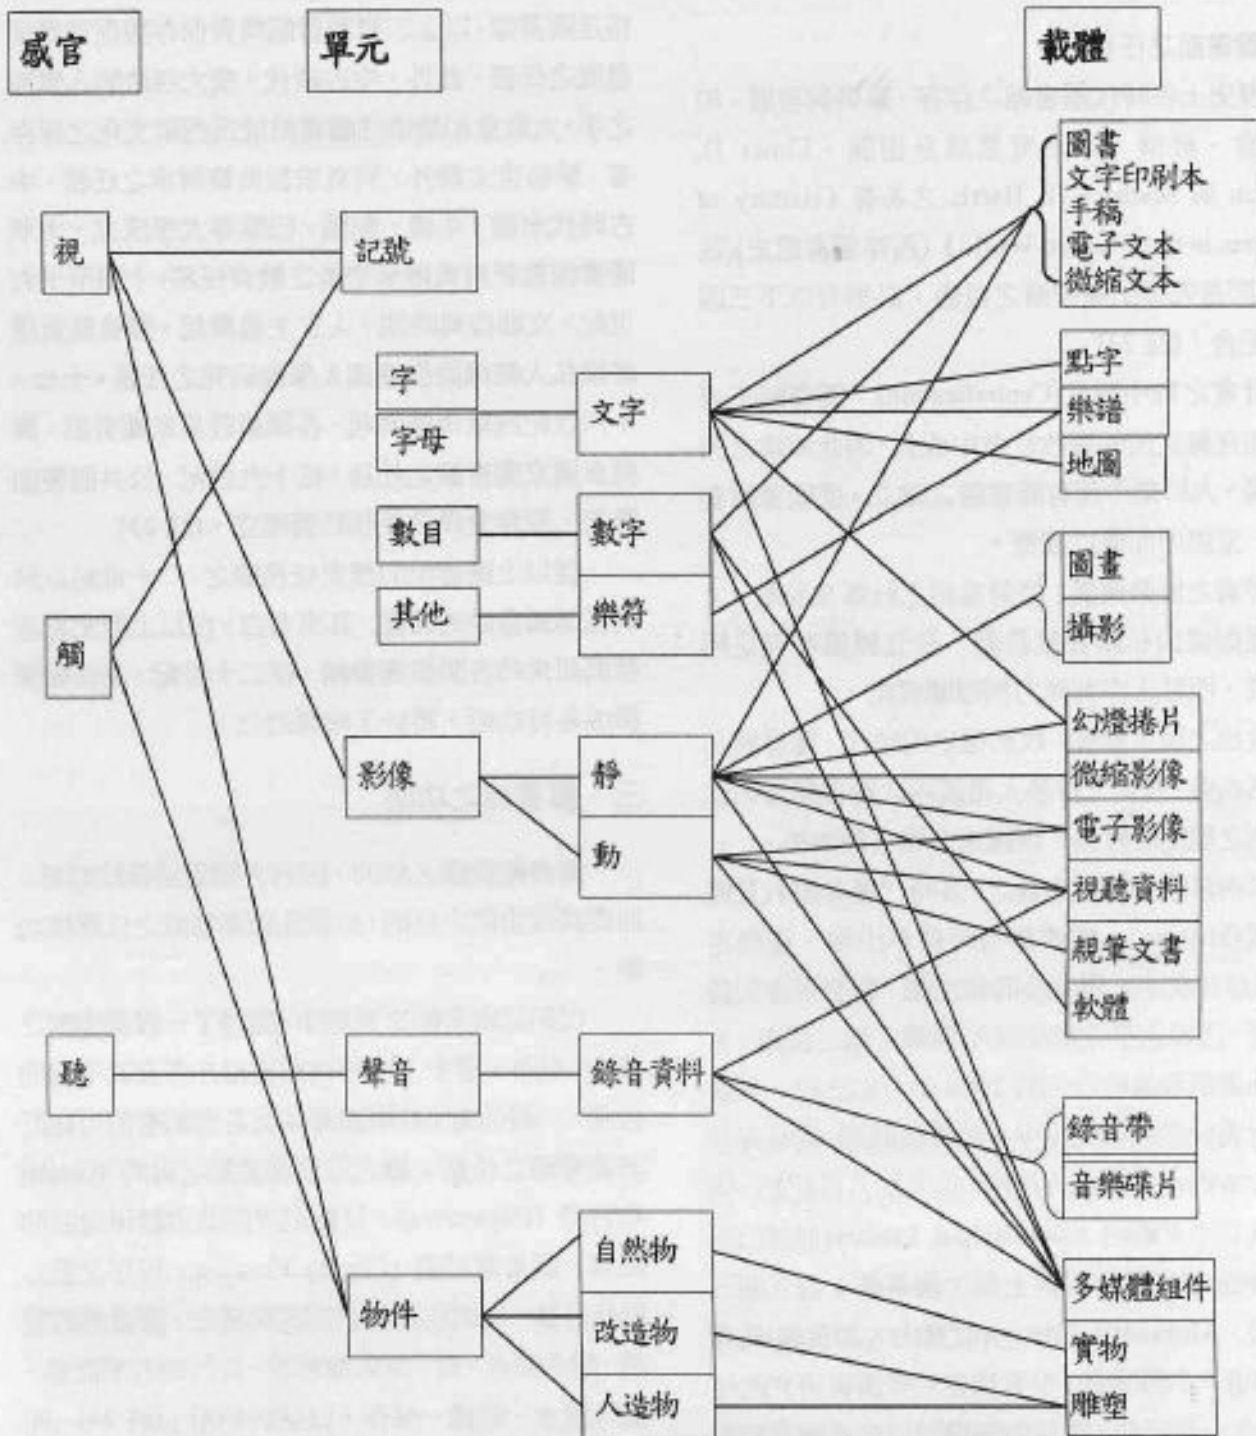 感官
單元
載體
圖書
文字印刷本
手稿
電子文本
微縮文本
視
記號
字
字母
文字
點字
樂譜
地圖
數目
數字
其他
樂符
圖畫
攝影
觸
影像
靜
動
幻燈捲片
微縮影像
電子影像
視聽資料
親筆文書
軟體
聽
聲音
錄音資料
錄音帶
音樂碟片
物件
自然物
改造物
人造物
多媒體組件
實物
雕塑